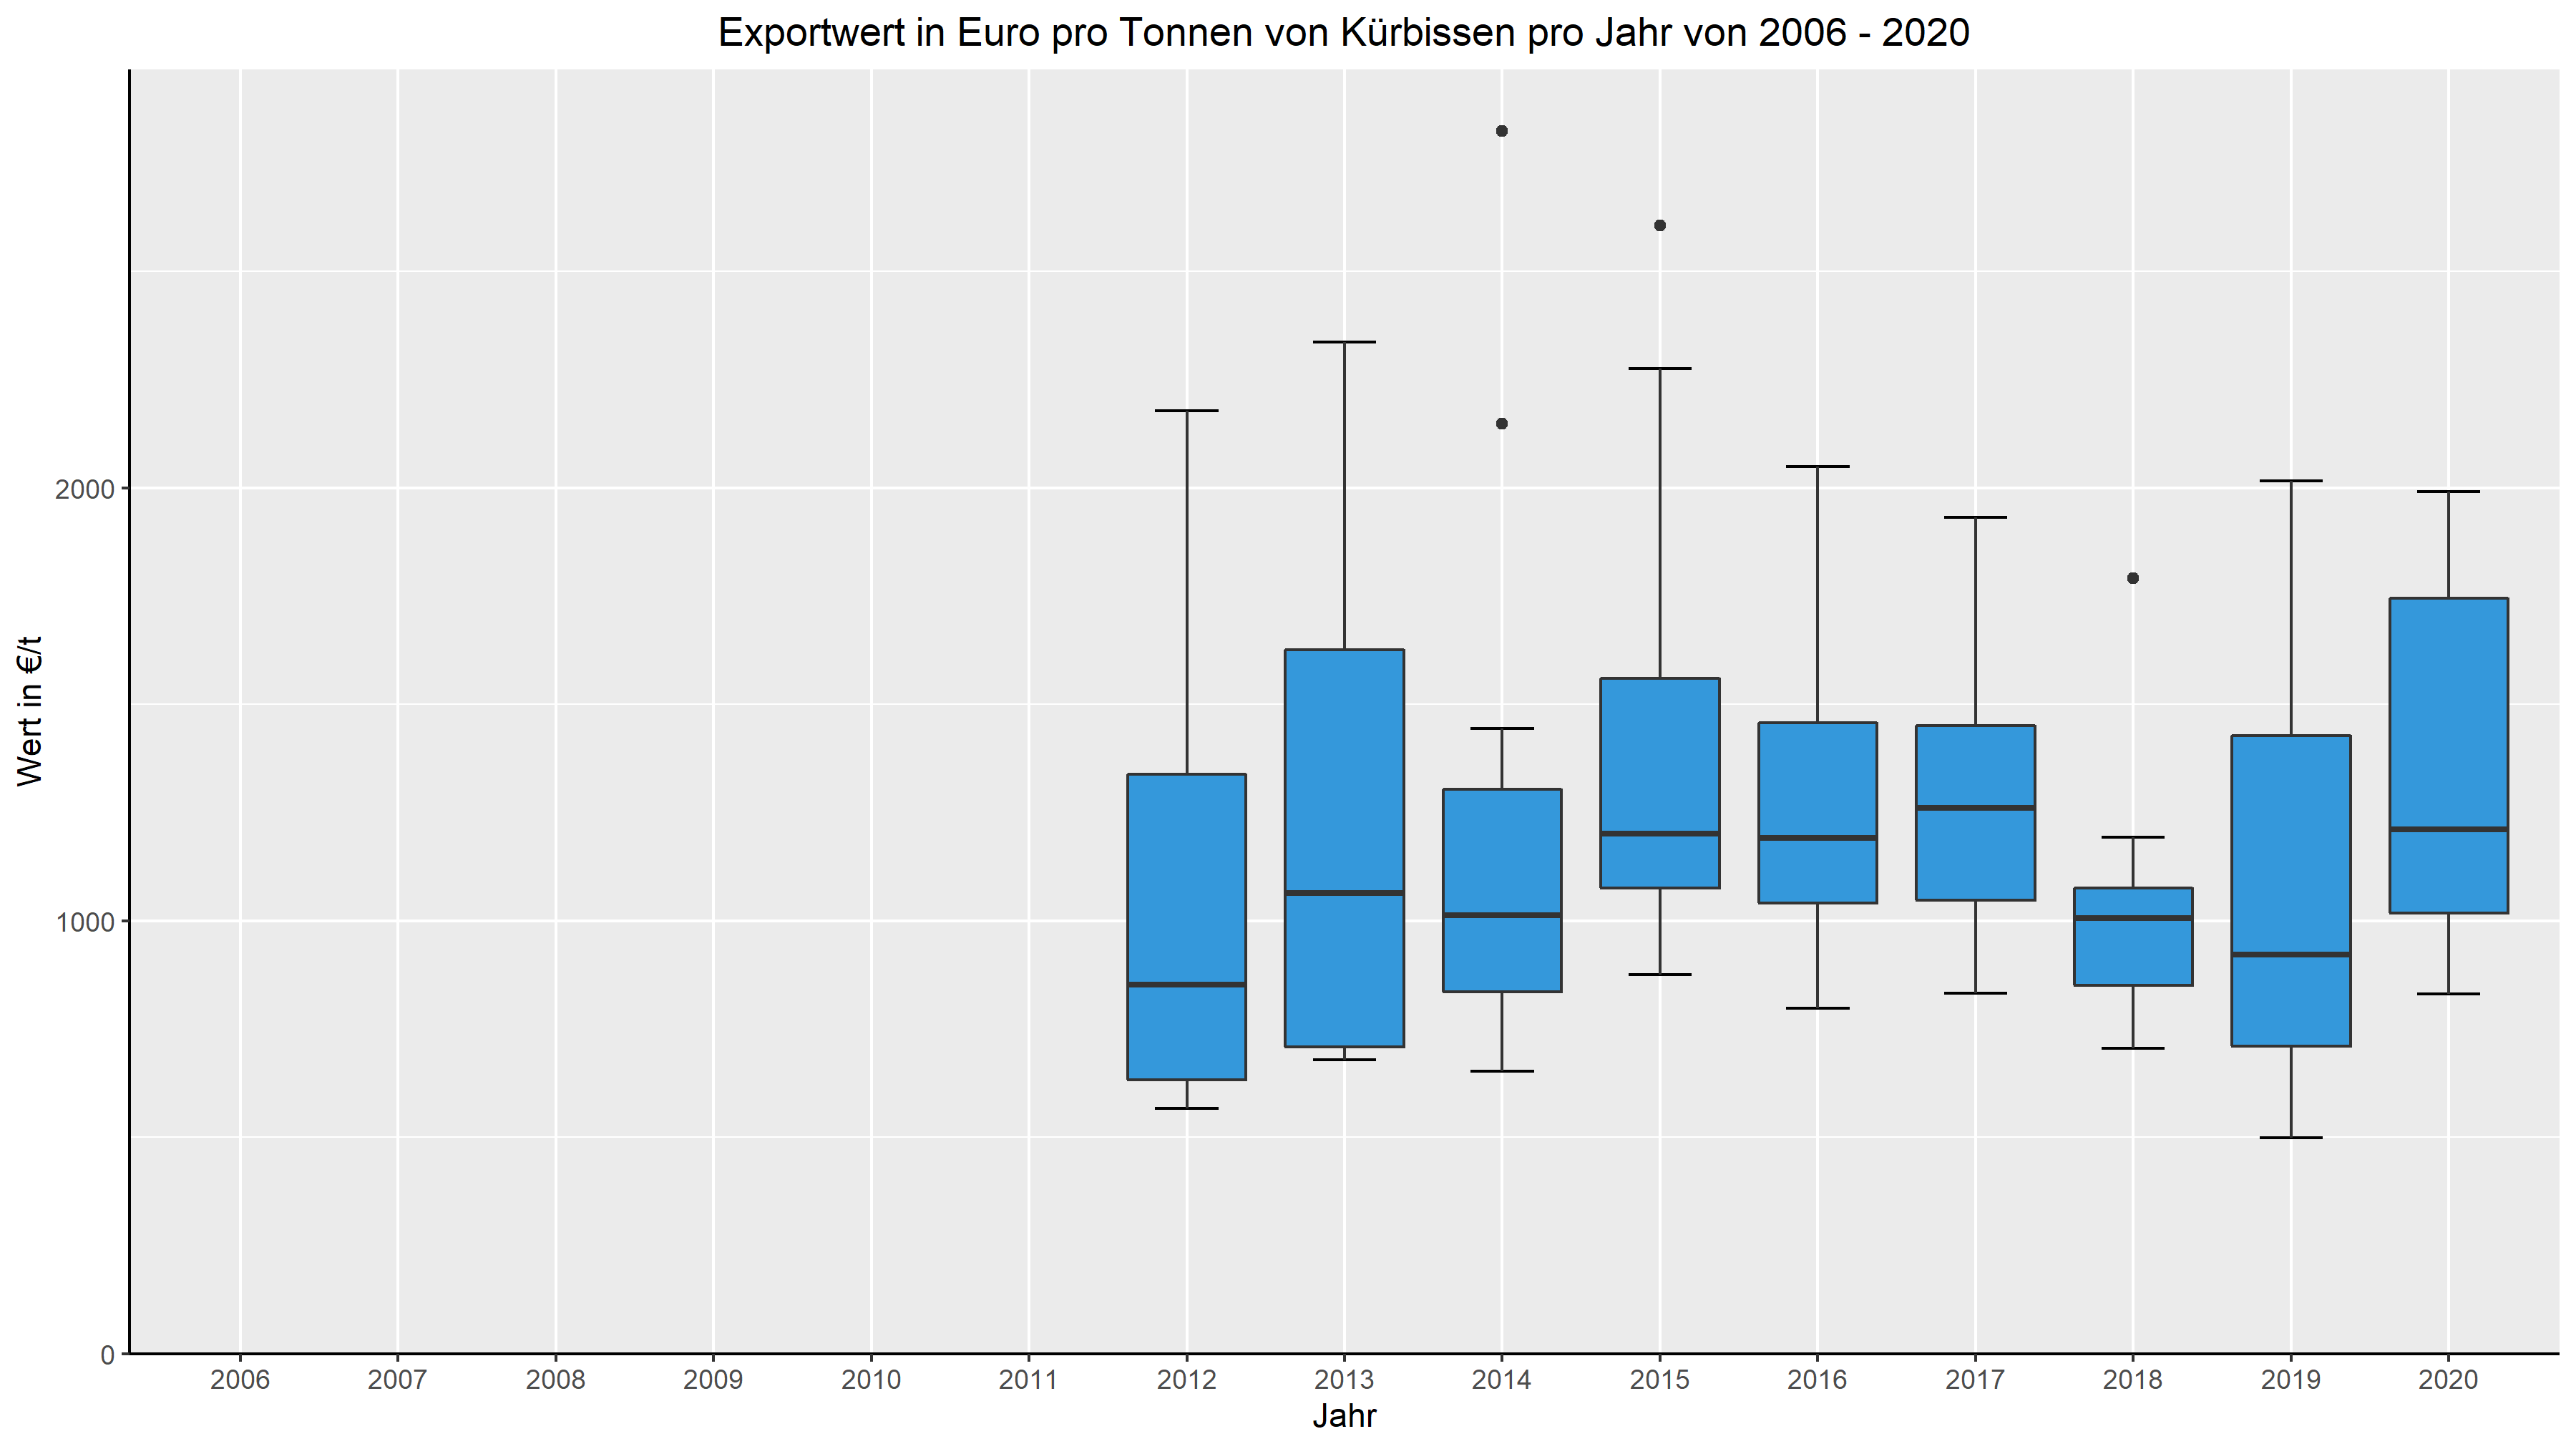 Exportwert in Euro pro Tonnen von Kürbissen pro Jahr von 2006 - 2020
Wert in €/t
2000
1000
0
2006 2007 2008 2009 2010 2011 2012 2013 2014 2015 2016 2017 2018 2019 2020
Jahr